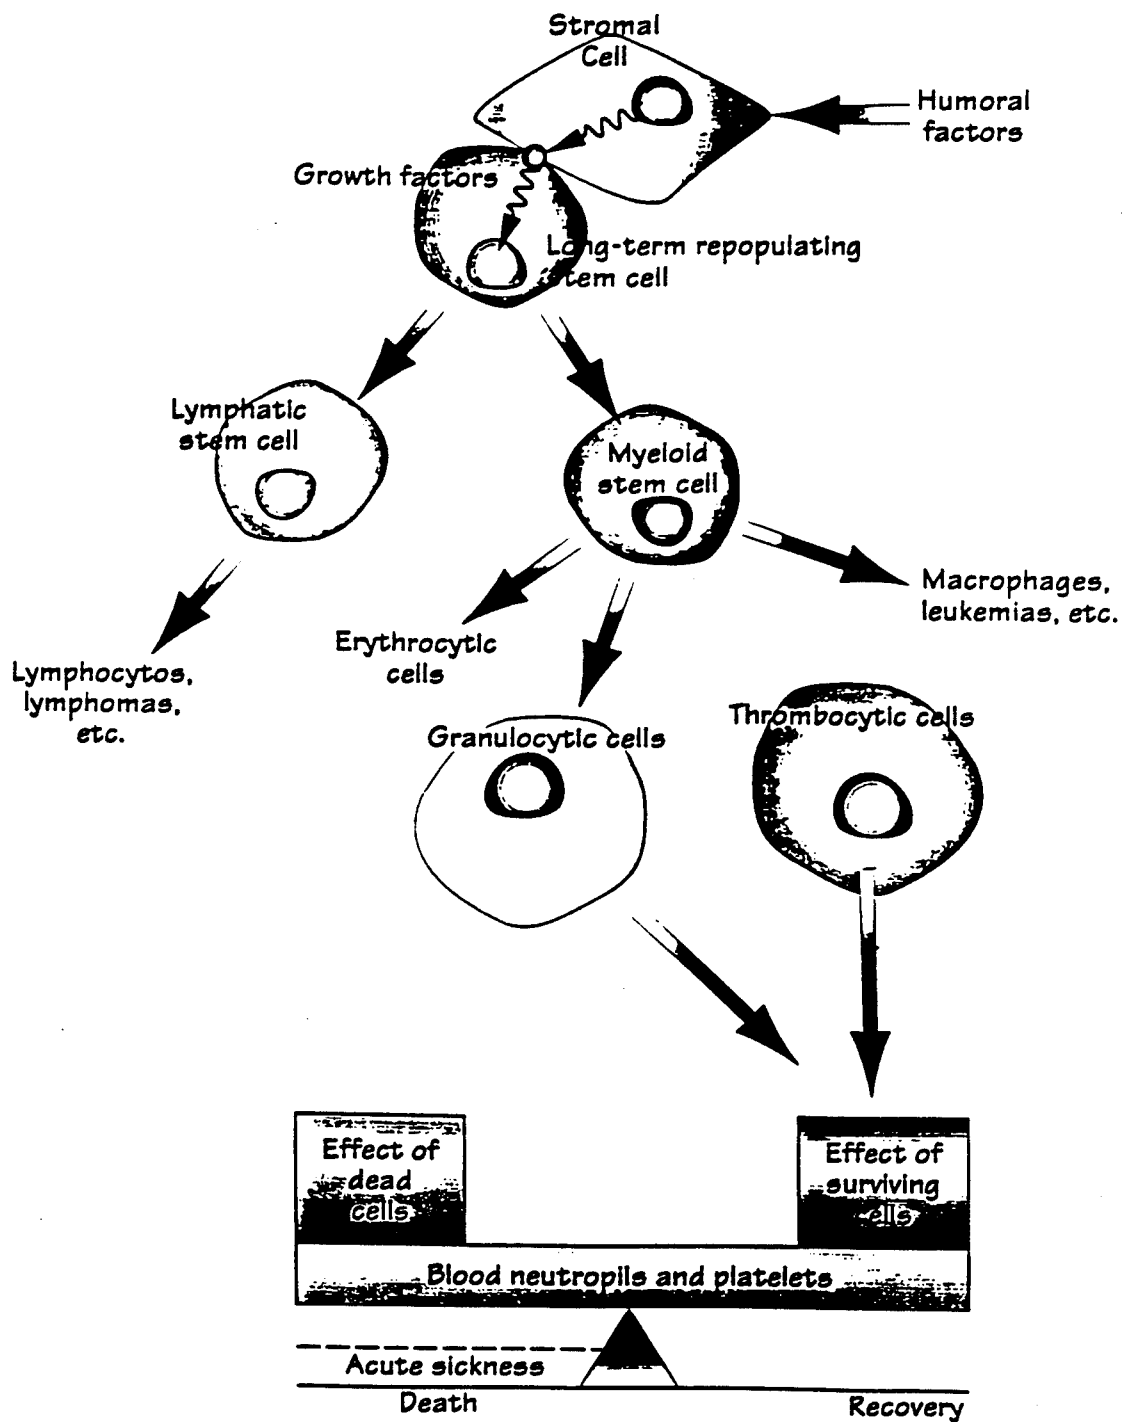 Stromal
Cell
Humoral
factors
Growth factors
Long-term repopulating
stem cell
Lymphatic
stem cell
Myeloid
stem cell
Macrophages,
leukemias, etc.
Erythrocytic
cells
Lymphocytos,
lymphomas,
etc.
Thrombocytic cells
Granulocytic cells
Effect of
dead
cells
Effect of
surviving
cells
Blood neutropils and platelets
Acute sickness
Death
Recovery